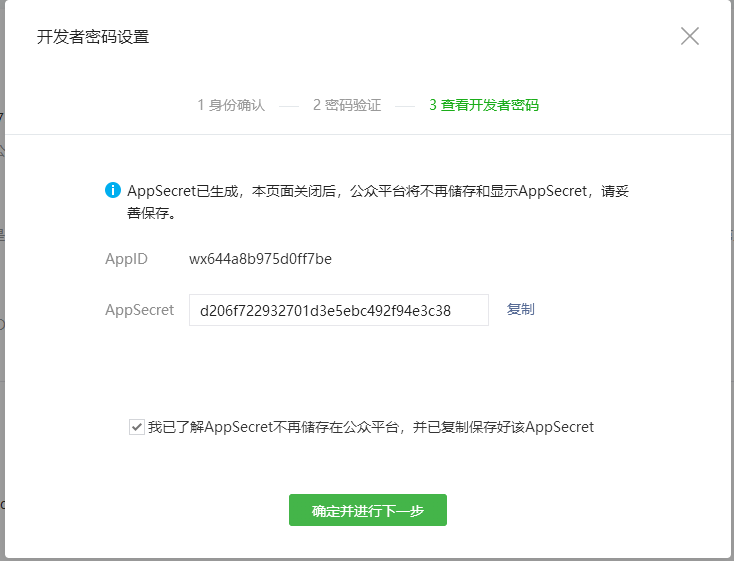 开发者密码设置
1 身份确认 2 密码验证 3 查看开发者密码
AppSecret已生成，本页面关闭后，公众平台将不再储存和显示AppSecret，请妥
善保存。
AppID wx644a8b975d0ff7be
AppSecret d206f722932701d3e5ebc492f94e3c38 复制
我已了解AppSecret不再储存在公众平台，并已复制保存好该AppSecret
确定并进行下一步